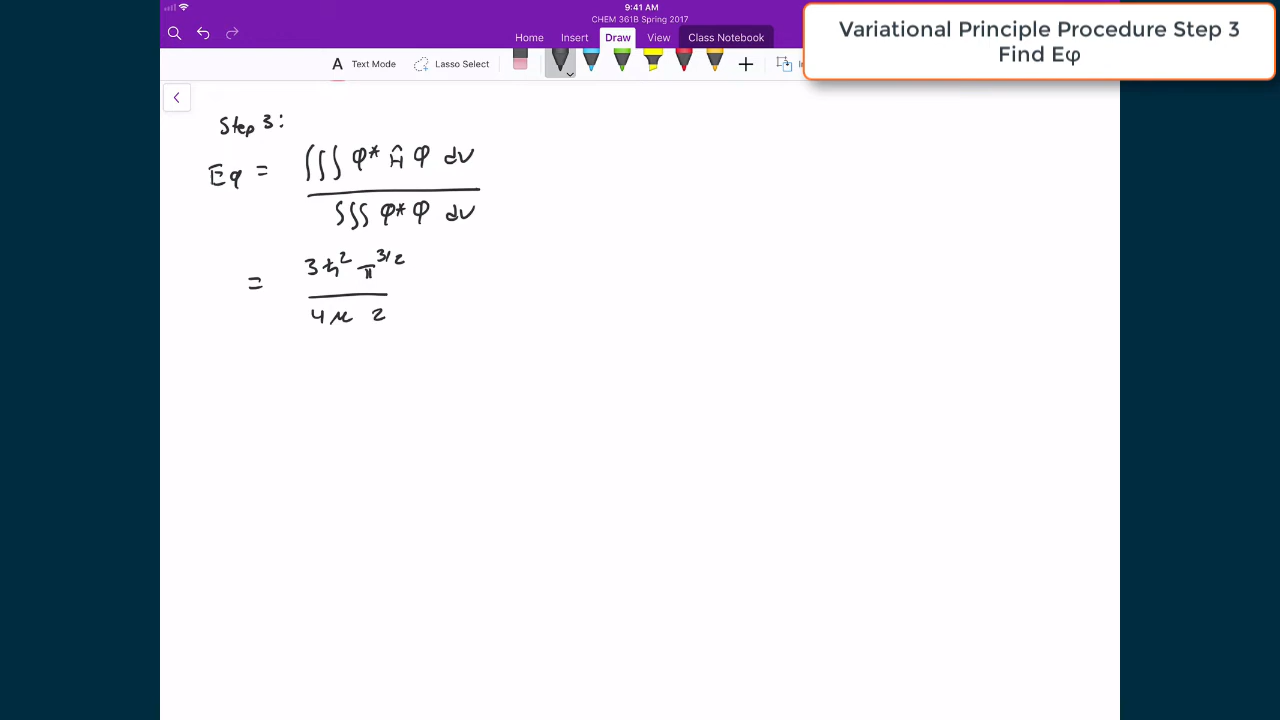 9:41 AM
CHEM 361B Spring 2017
Home Insert Draw View Class Notebook
Text Mode Lasso Select
Variational Principle Procedure Step 3
Find Eφ
Step 3:
Eφ = ∫∫∫ φ* Ĥ φ dv
∫∫∫ φ* φ dv
= 3ħ² π^3/2
4μ 2